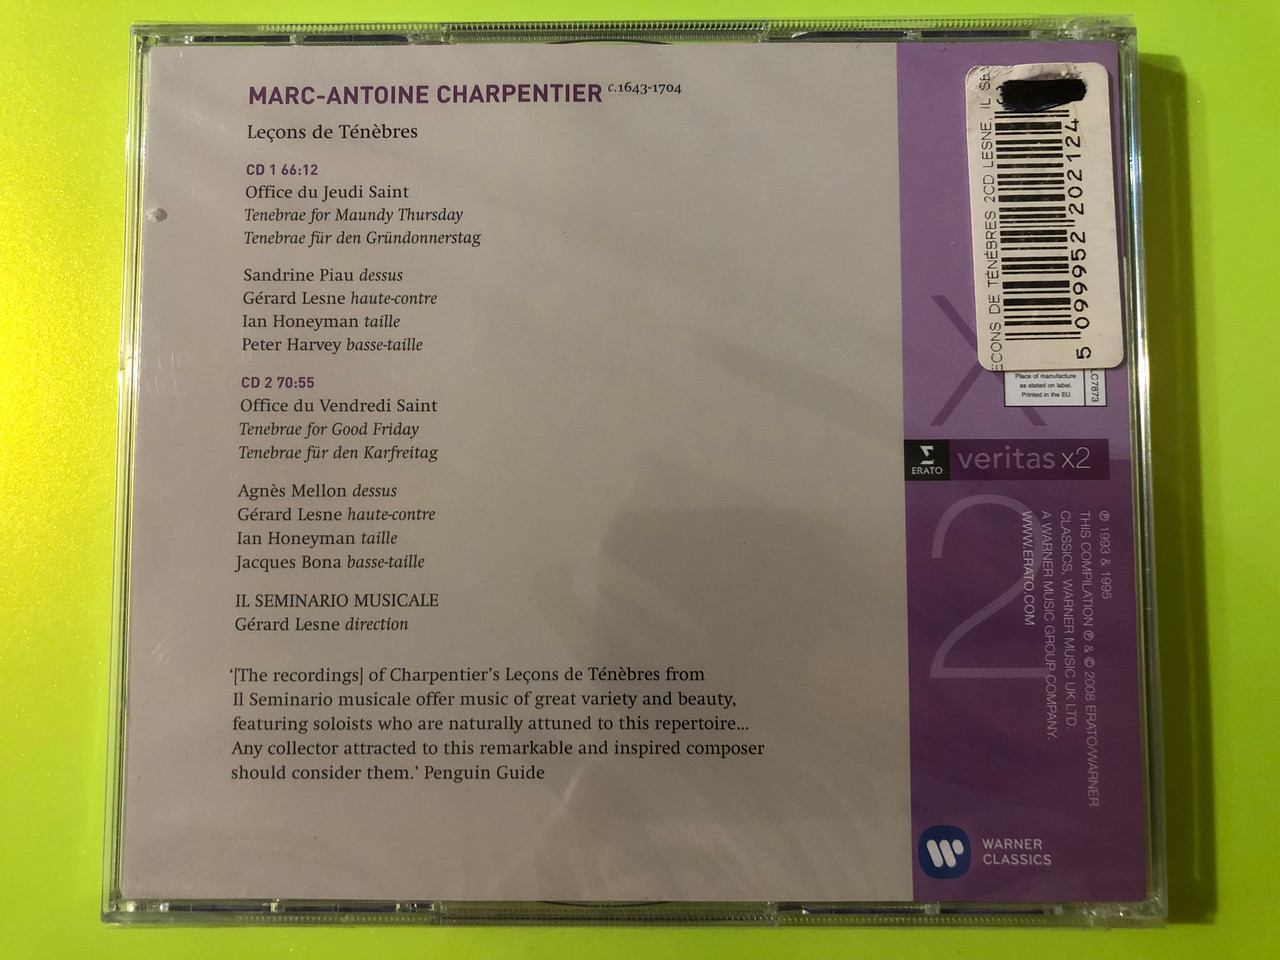 MARC-ANTOINE CHARPENTIER c.1643-1704
Leçons de Ténèbres
CD 1 66:12
Office du Jeudi Saint
Tenebrae for Maundy Thursday
Tenebrae für den Gründonnerstag
Sandrine Piau dessus
Gérard Lesne haute-contre
Ian Honeyman taille
Peter Harvey basse-taille
CD 2 70:55
Office du Vendredi Saint
Tenebrae for Good Friday
Tenebrae für den Karfreitag
Agnès Mellon dessus
Gérard Lesne haute-contre
Ian Honeyman taille
Jacques Bona basse-taille
IL SEMINARIO MUSICALE
Gérard Lesne direction
‘[The recordings] of Charpentier’s Leçons de Ténèbres from
Il Seminario musicale offer music of great variety and beauty,
featuring soloists who are naturally attuned to this repertoire...
Any collector attracted to this remarkable and inspired composer
should consider them.’ Penguin Guide
ECONS DE TÉNÈBRES 2CD LESNE, IL SE
5 099952 202124
Place of manufacture
as stated on label.
Printed in the EU
LC7873
X
ERATO
veritas x2
2
℗ 1993 & 1995
THIS COMPILATION ℗ & © 2008 ERATO/WARNER
CLASSICS, WARNER MUSIC UK LTD.
A WARNER MUSIC GROUP COMPANY.
WWW.ERATO.COM
WARNER
CLASSICS